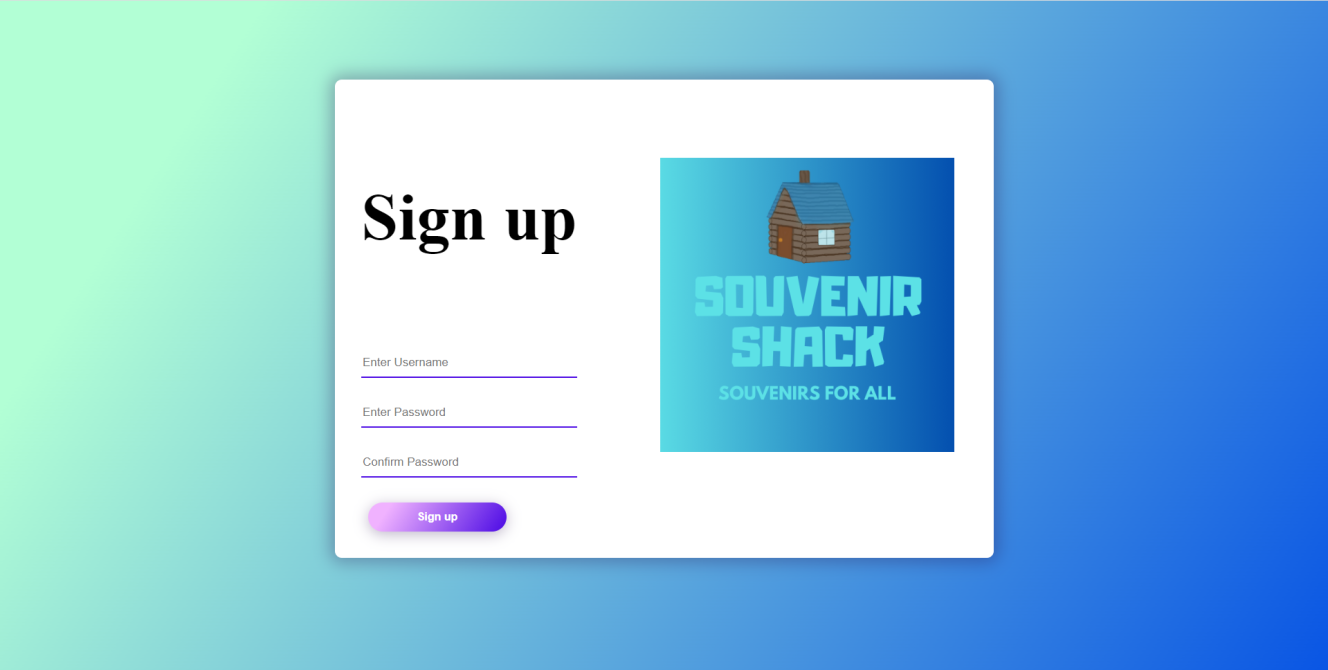 Sign up
Enter Username
Enter Password
Confirm Password
Sign up
SOUVENIR
SHACK
SOUVENIRS FOR ALL